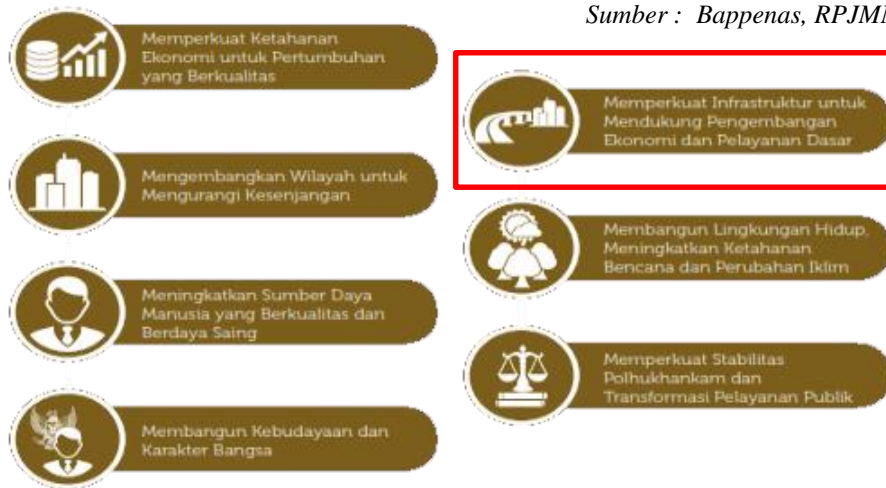 Sumber : Bappenas, RPJM
Memperkuat Ketahanan
Ekonomi untuk Pertumbuhan
yang Berkualitas
Mengembangkan Wilayah untuk
Mengurangi Kesenjangan
Meningkatkan Sumber Daya
Manusia yang Berkualitas dan
Berdaya Saing
Membangun Kebudayaan dan
Karakter Bangsa
Memperkuat Infrastruktur untuk
Mendukung Pengembangan
Ekonomi dan Pelayanan Dasar
Membangun Lingkungan Hidup,
Meningkatkan Ketahanan
Bencana dan Perubahan Iklim
Memperkuat Stabilitas
Polhukhankam dan
Transformasi Pelayanan Publik